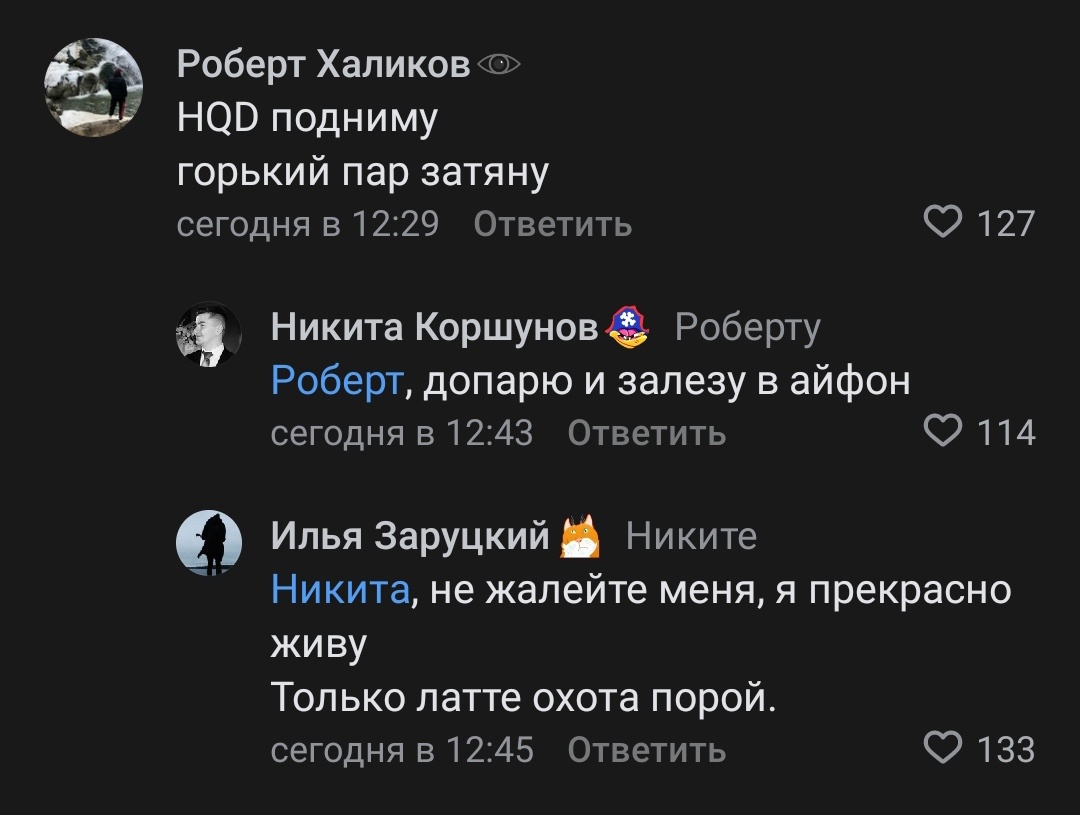 Роберт Халиков
HQD подниму
горький пар затяну
сегодня в 12:29 Ответить 127
Никита Коршунов Роберту
Роберт, допарю и залезу в айфон
сегодня в 12:43 Ответить 114
Илья Заруцкий Никите
Никита, не жалейте меня, я прекрасно
живу
Только латте охота порой.
сегодня в 12:45 Ответить 133